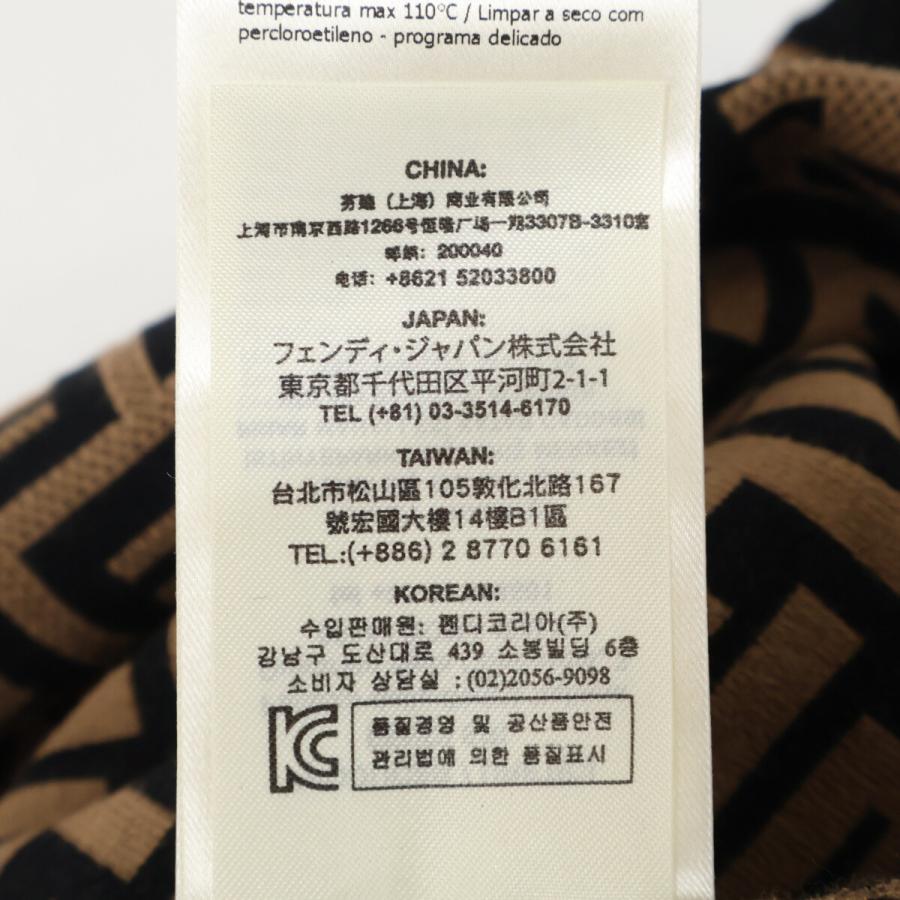 temperatura max 110°C / Limpar a seco com
percloroetileno - programa delicado
CHINA:
芬迪（上海）商业有限公司
上海市南京西路1266号恒隆广场一期3307B-3310室
邮编：200040
电话：+8621 52033800
JAPAN:
フェンディ・ジャパン株式会社
東京都千代田区平河町2-1-1
TEL (+81) 03-3514-6170
TAIWAN:
台北市松山區105敦化北路167
號宏國大樓14樓B1區
TEL.:(+886) 2 8770 6161
KOREAN:
수입판매원: 펜디코리아(주)
강남구 도산대로 439 소봉빌딩 6층
소비자 상담실 :(02)2056-9098
품질경영 및 공산품안전
관리법에 의한 품질표시